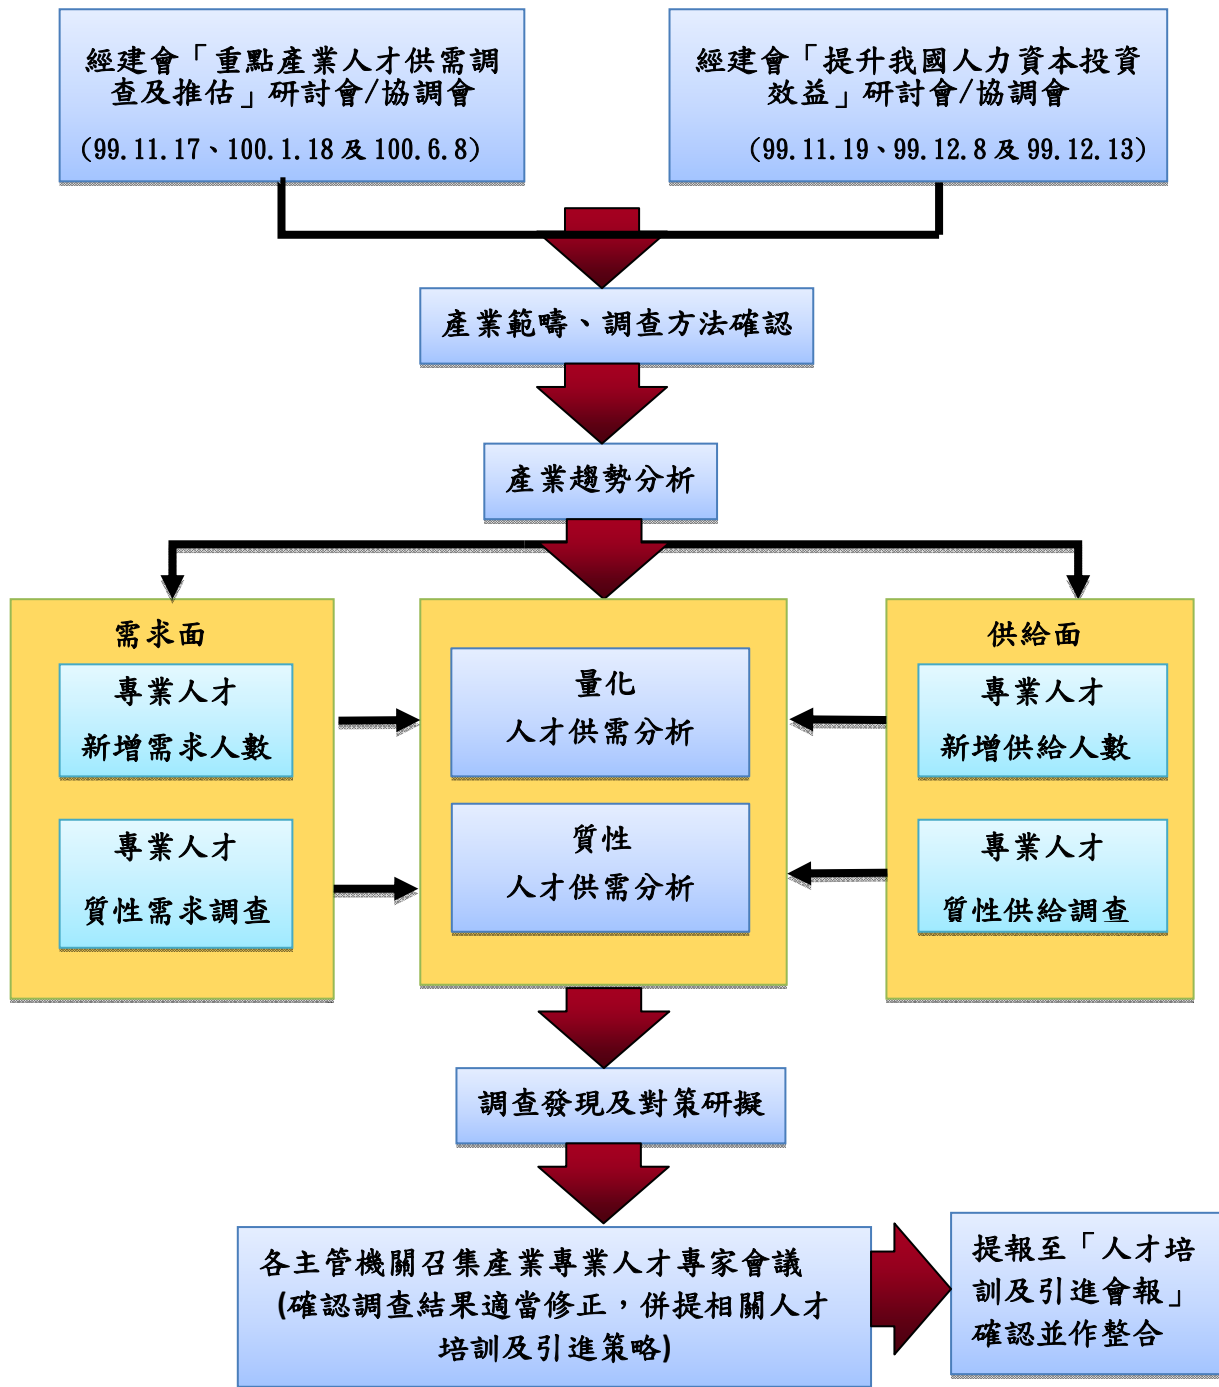 經建會「重點產業人才供需調
查及推估」研討會/協調會
(99.11.17、100.1.18 及 100.6.8)
經建會「提升我國人力資本投資
效益」研討會/協調會
(99.11.19、99.12.8 及 99.12.13)
產業範疇、調查方法確認
產業趨勢分析
需求面
專業人才
新增需求人數
專業人才
質性需求調查
量化
人才供需分析
質性
人才供需分析
供給面
專業人才
新增供給人數
專業人才
質性供給調查
調查發現及對策研擬
各主管機關召集產業專業人才專家會議
(確認調查結果適當修正，併提相關人才
培訓及引進策略)
提報至「人才培
訓及引進會報」
確認並作整合